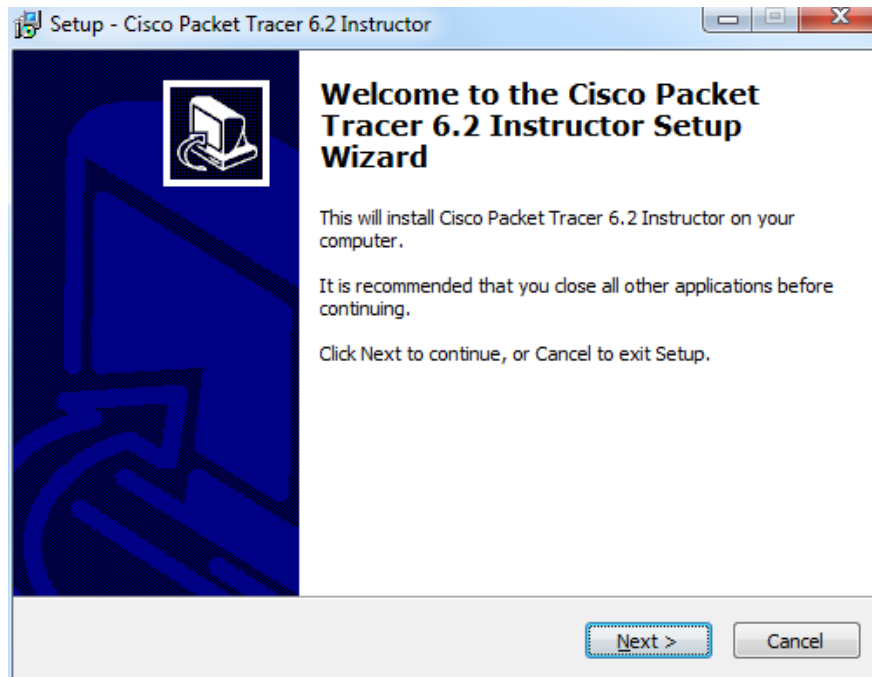 Setup - Cisco Packet Tracer 6.2 Instructor
Welcome to the Cisco Packet
Tracer 6.2 Instructor Setup
Wizard
This will install Cisco Packet Tracer 6.2 Instructor on your
computer.
It is recommended that you close all other applications before
continuing.
Click Next to continue, or Cancel to exit Setup.
Next >
Cancel